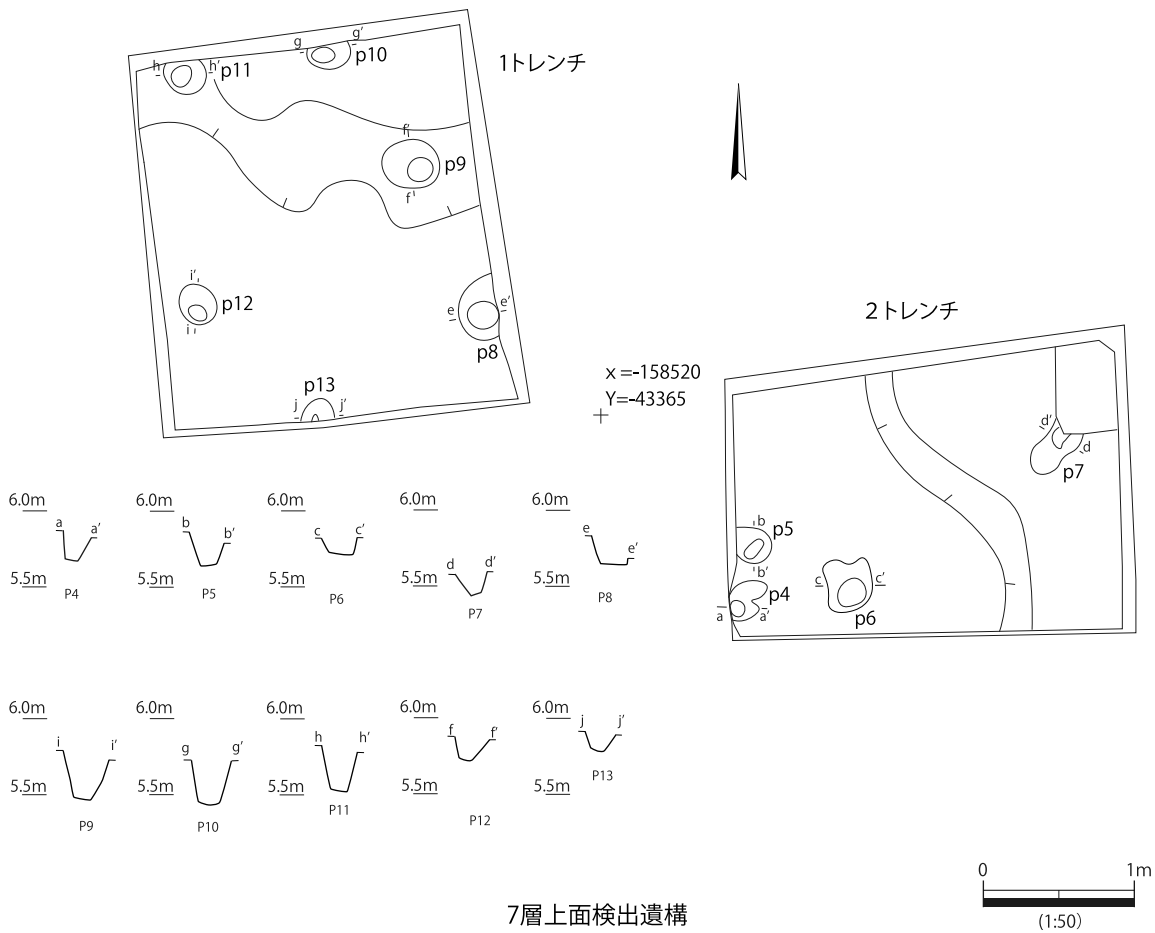 1トレンチ
g
g'
p10
h
h'
p11
f'
p9
f
i'
p12
i
e
e'
p8
p13
j
j'
x =-158520
Y=-43365
2トレンチ
d'
d
p7
b
p5
b'
p4
a
a'
c
c'
p6
6.0m
a
a'
5.5m
P4
6.0m
b
b'
5.5m
P5
6.0m
c
c'
5.5m
P6
6.0m
d
d'
5.5m
P7
6.0m
e
e'
5.5m
P8
6.0m
i
i'
5.5m
P9
6.0m
g
g'
5.5m
P10
6.0m
h
h'
5.5m
P11
6.0m
f
f'
5.5m
P12
6.0m
j
j'
5.5m
P13
0
1m
(1:50)
7層上面検出遺構